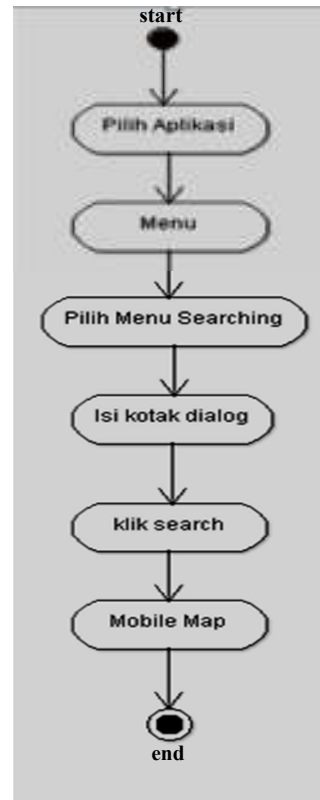 start
Pilih Aplikasi
Menu
Pilih Menu Searching
Isi kotak dialog
klik search
Mobile Map
end